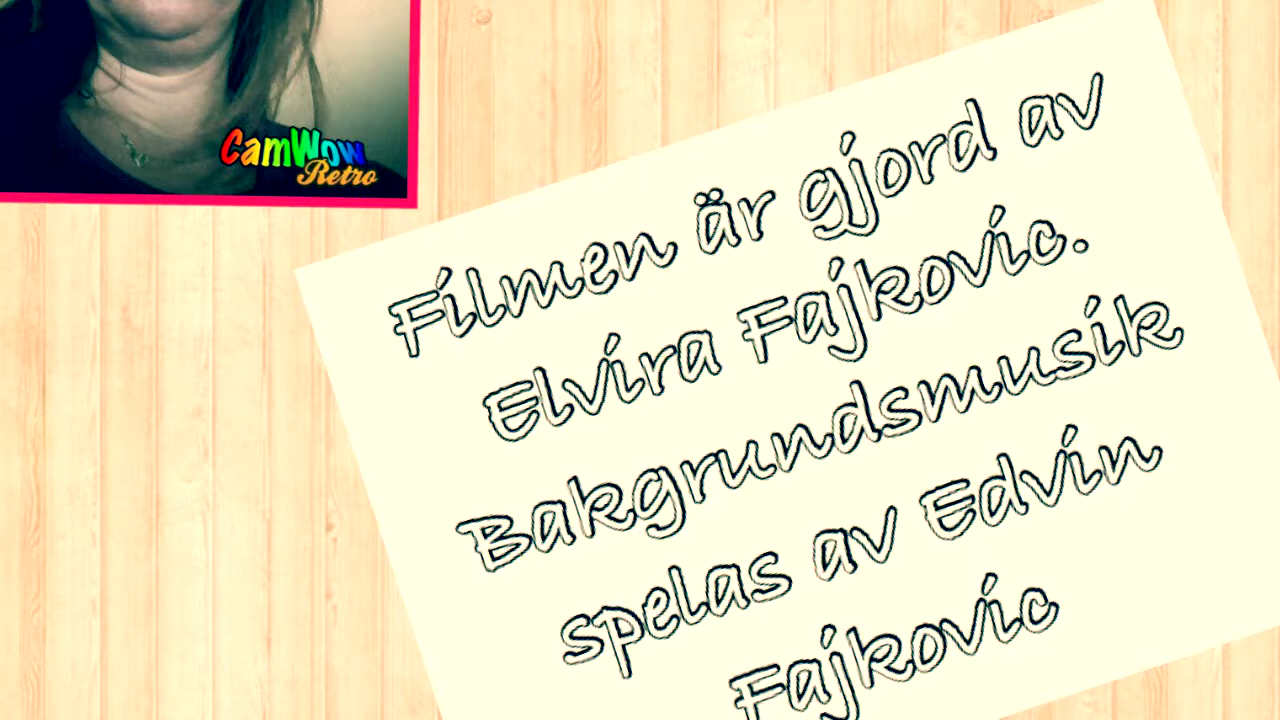 CamWow
Retro
Filmen är gjord av
Elvira Fajkovic.
Bakgrundsmusik
spelas av Edvin
Fajkovic